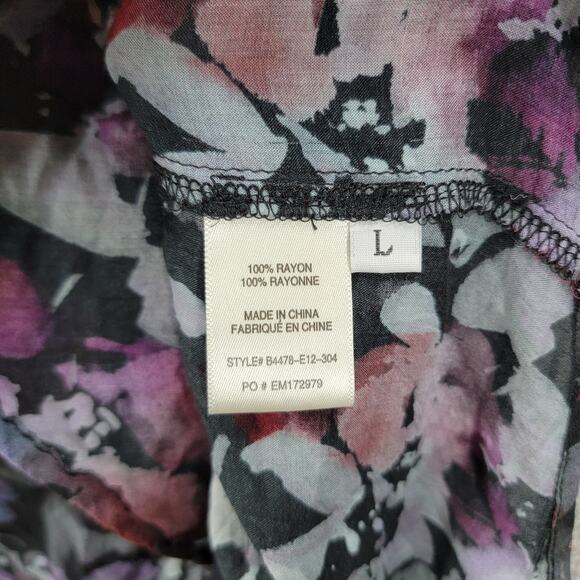 L
100% RAYON
100% RAYONNE
MADE IN CHINA
FABRIQUÉ EN CHINE
STYLE# B4478-E12-304
PO # EM172979